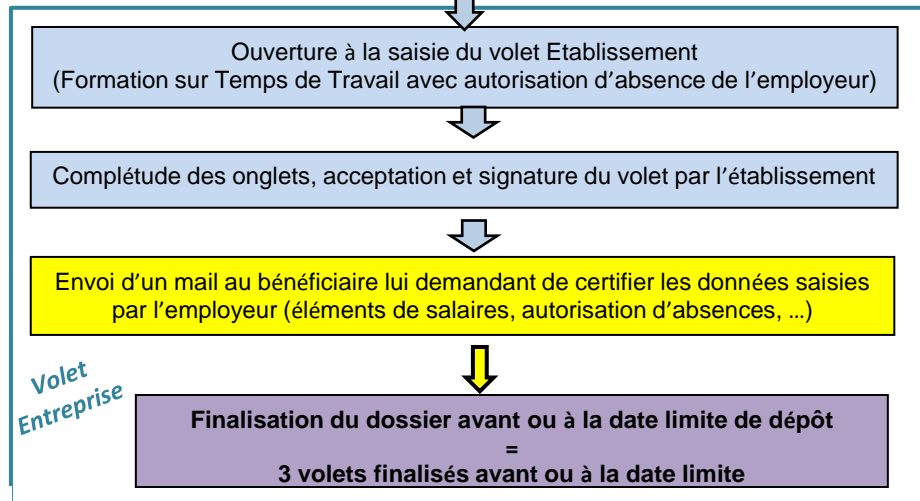 Ouverture à la saisie du volet Etablissement
(Formation sur Temps de Travail avec autorisation d’absence de l’employeur)
Complétude des onglets, acceptation et signature du volet par l’établissement
Envoi d’un mail au bénéficiaire lui demandant de certifier les données saisies
par l’employeur (éléments de salaires, autorisation d’absences, ...)
Volet
Entreprise
Finalisation du dossier avant ou à la date limite de dépôt
=
3 volets finalisés avant ou à la date limite